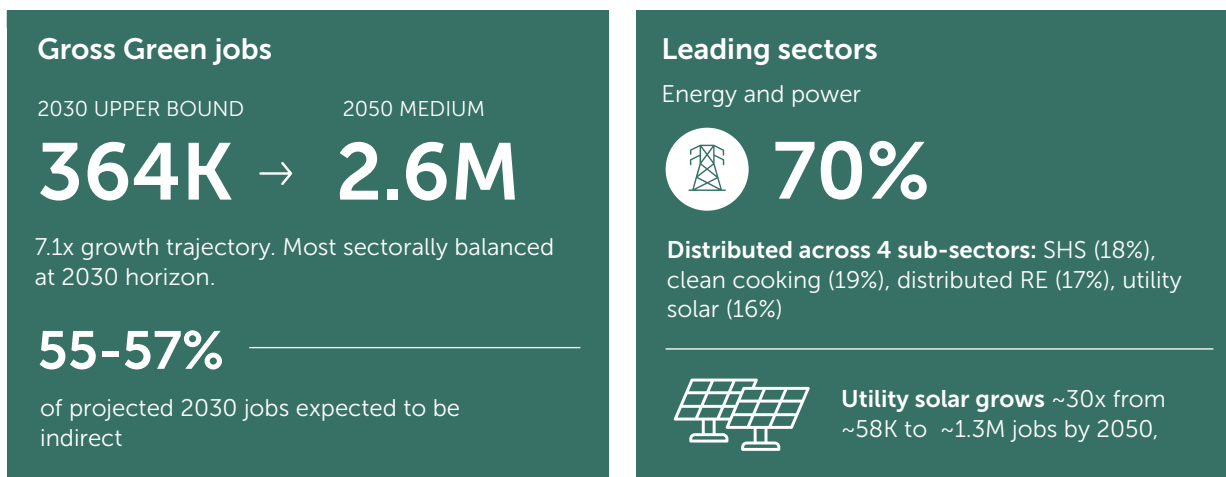 Gross Green jobs
2030 UPPER BOUND
2050 MEDIUM
364K → 2.6M
7.1x growth trajectory. Most sectorally balanced
at 2030 horizon.
55-57%
of projected 2030 jobs expected to be
indirect
Leading sectors
Energy and power
70%
Distributed across 4 sub-sectors: SHS (18%),
clean cooking (19%), distributed RE (17%), utility
solar (16%)
Utility solar grows ~30x from
~58K to ~1.3M jobs by 2050,